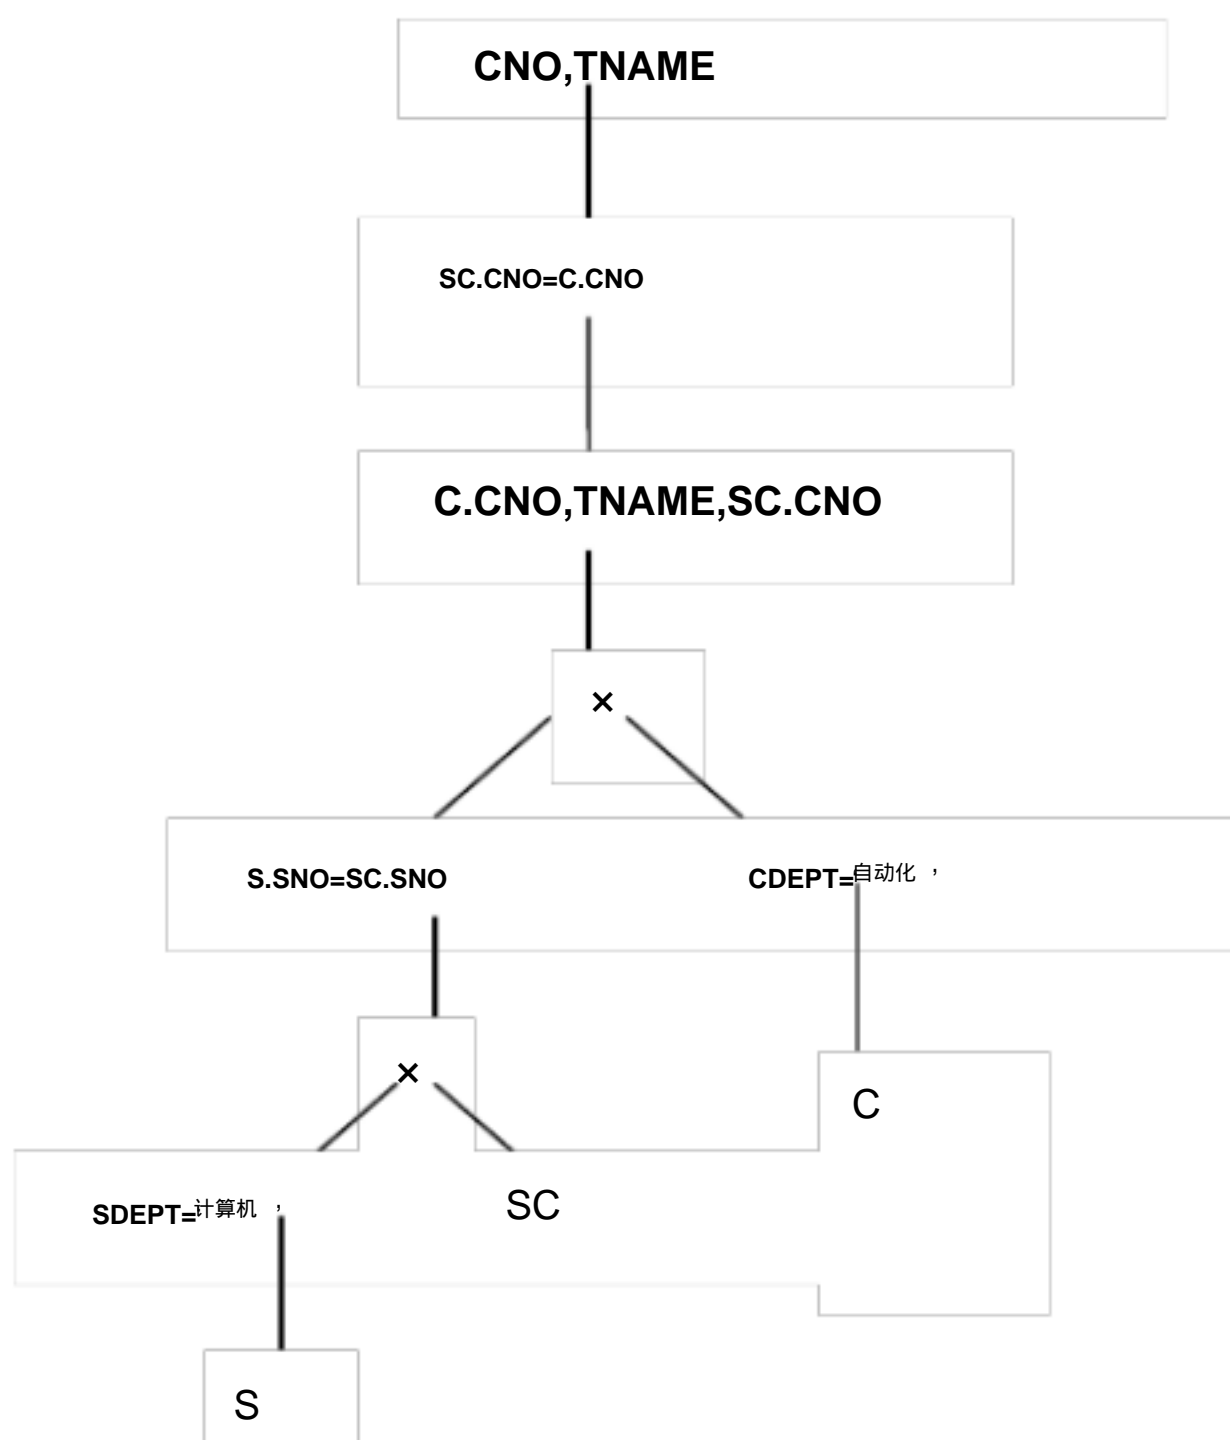 CNO,TNAME
SC.CNO=C.CNO
C.CNO,TNAME,SC.CNO
×
S.SNO=SC.SNO CDEPT=自动化 ,
×
C
SDEPT=计算机 , SC
S